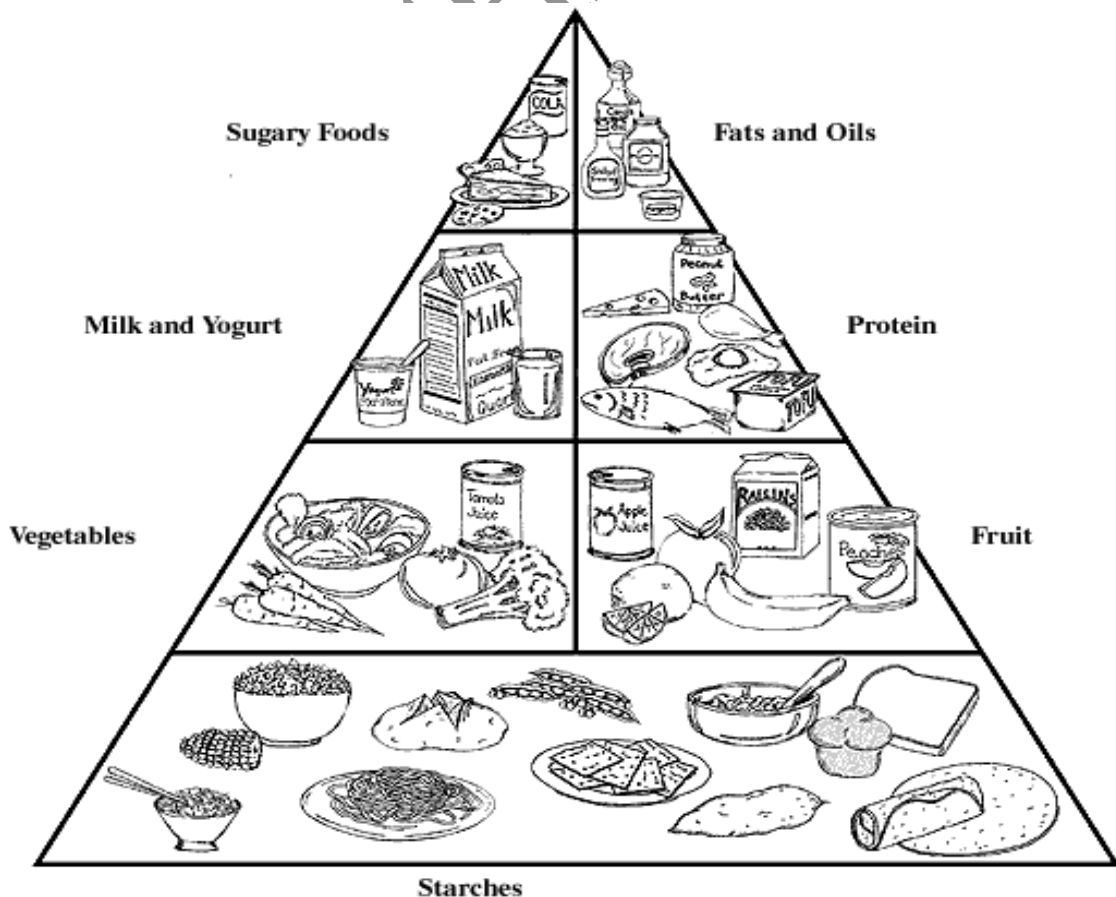 COLA
Sugary Foods
Fats and Oils
Salad
Peanut
Butter
Milk
Milk
Milk and Yogurt
Protein
Yogurt
TOFU
Tomato
Juice
Apple
Juice
RAISINS
Peaches
Vegetables
Fruit
Starches